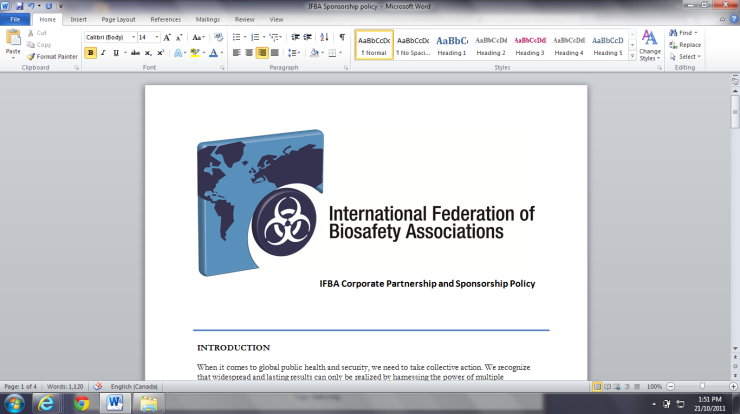 IFBA Sponsorship policy - Microsoft Word
File Home Insert Page Layout References Mailings Review View
Paste
Cut
Copy
Format Painter
Clipboard
Calibri (Body) 14
Font
Paragraph
AaBbCcDc AaBbCcDc AaBbC AaBbCcDd AaBbCcDd AaBbCcDd AaBbCcD
¶ Normal ¶ No Spaci... Heading 1 Heading 2 Heading 3 Heading 4 Heading 5
Styles
Change
Styles
Find
Replace
Select
Editing
International Federation of
Biosafety Associations
IFBA Corporate Partnership and Sponsorship Policy
INTRODUCTION
When it comes to global public health and security, we need to take collective action. We recognize
that widespread and lasting results can only be realized by harnessing the power of multiple
Page: 1 of 4 Words: 1,120 English (Canada) 100%
1:51 PM
21/10/2011